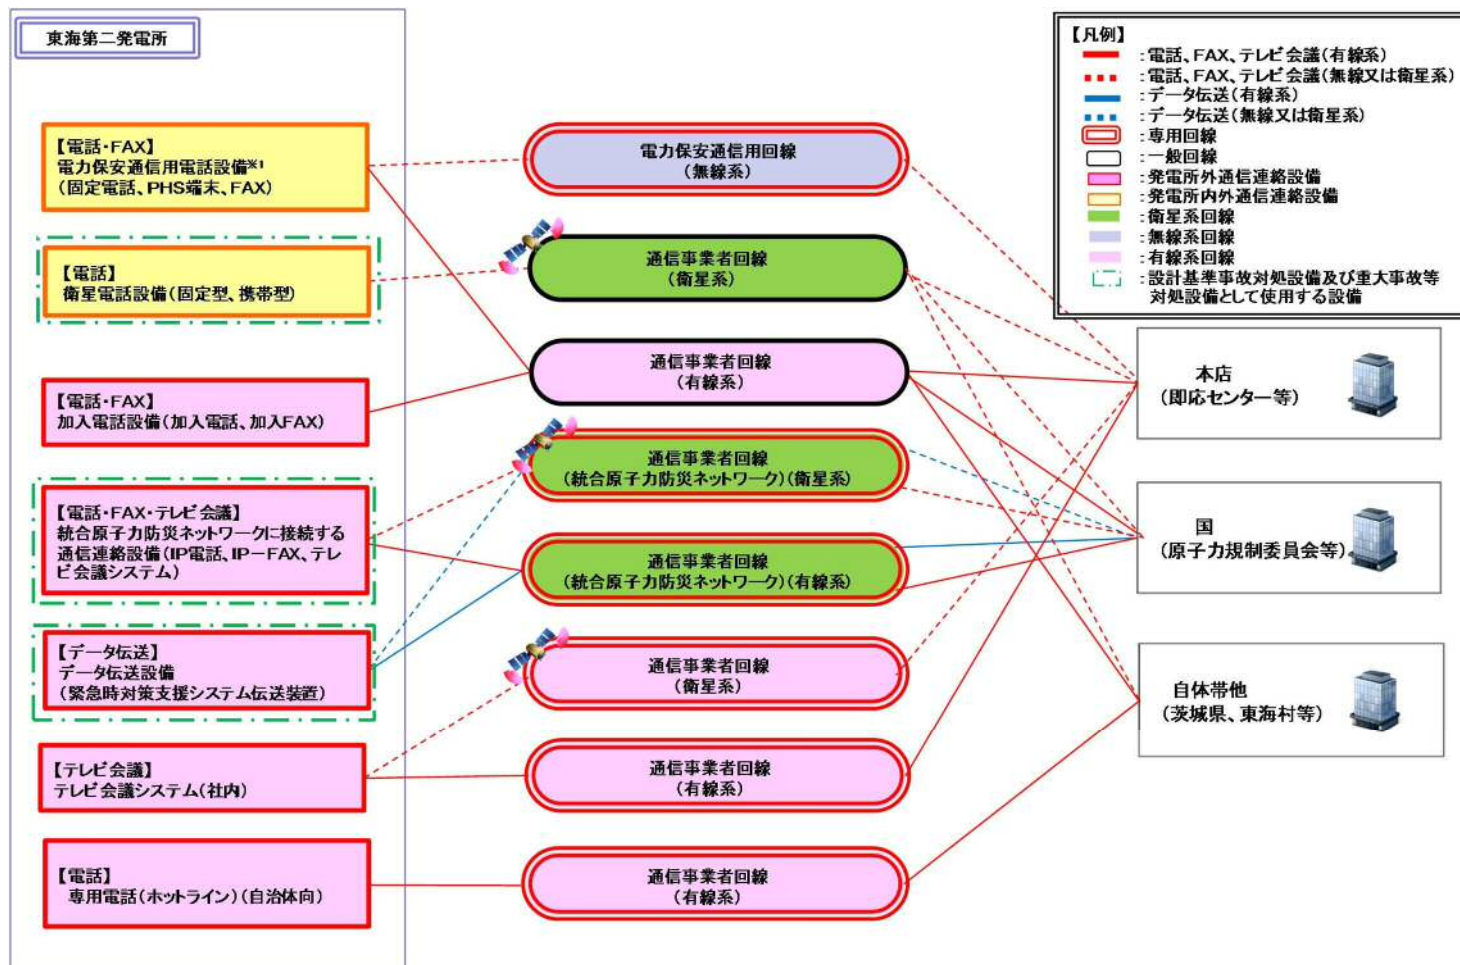 東海第二発電所
【電話・FAX】
電力保安通信用電話設備※1
(固定電話、PHS端末、FAX)
【電話】
衛星電話設備(固定型、携帯型)
【電話・FAX】
加入電話設備(加入電話、加入FAX)
【電話・FAX・テレビ会議】
統合原子力防災ネットワークに接続する
通信連絡設備(IP電話、IP-FAX、テレ
ビ会議システム)
【データ伝送】
データ伝送設備
(緊急時対策支援システム伝送装置)
【テレビ会議】
テレビ会議システム(社内)
【電話】
専用電話(ホットライン)(自治体向)
電力保安通信用回線
(無線系)
通信事業者回線
(衛星系)
通信事業者回線
(有線系)
通信事業者回線
(統合原子力防災ネットワーク)(衛星系)
通信事業者回線
(統合原子力防災ネットワーク)(有線系)
通信事業者回線
(衛星系)
通信事業者回線
(有線系)
通信事業者回線
(有線系)
【凡例】
:電話、FAX、テレビ会議(有線系)
:電話、FAX、テレビ会議(無線又は衛星系)
:データ伝送(有線系)
:データ伝送(無線又は衛星系)
:専用回線
:一般回線
:発電所外通信連絡設備
:発電所内外通信連絡設備
:衛星系回線
:無線系回線
:有線系回線
:設計基準事故対処設備及び重大事故等
対処設備として使用する設備
本店
(即応センター等)
国
(原子力規制委員会等)
自体帯他
(茨城県、東海村等)